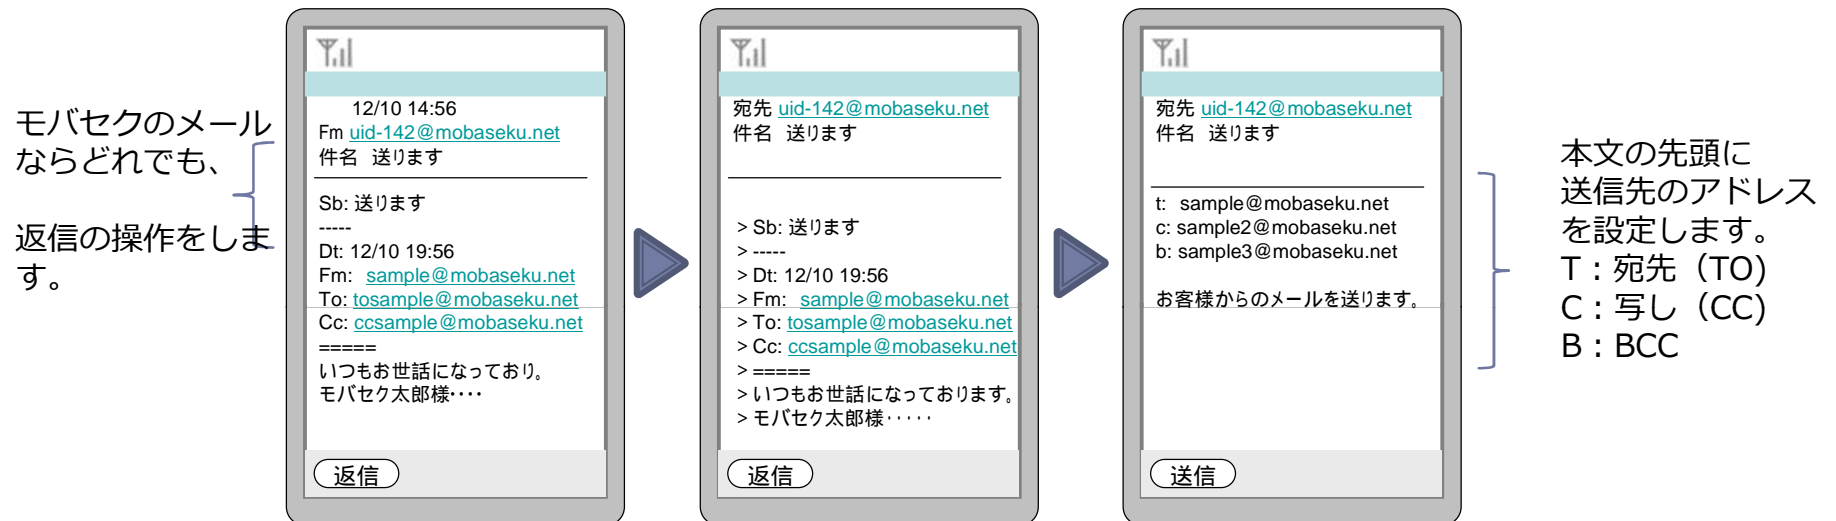 モバセクのメール
ならどれでも、
返信の操作をしま
す。
12/10 14:56
Fm uid-142@mobaseku.net
件名 送ります
Sb: 送ります
-----
Dt: 12/10 19:56
Fm: sample@mobaseku.net
To: tosample@mobaseku.net
Cc: ccsample@mobaseku.net
=====
いつもお世話になっており。
モバセク太郎様・・・・
返信
宛先 uid-142@mobaseku.net
件名 送ります
> Sb: 送ります
> -----
> Dt: 12/10 19:56
> Fm: sample@mobaseku.net
> To: tosample@mobaseku.net
> Cc: ccsample@mobaseku.net
> =====
> いつもお世話になっております。
> モバセク太郎様・・・・・
返信
宛先 uid-142@mobaseku.net
件名 送ります
t: sample@mobaseku.net
c: sample2@mobaseku.net
b: sample3@mobaseku.net
お客様からのメールを送ります。
送信
本文の先頭に
送信先のアドレス
を設定します。
T：宛先（TO)
C：写し（CC)
B：BCC